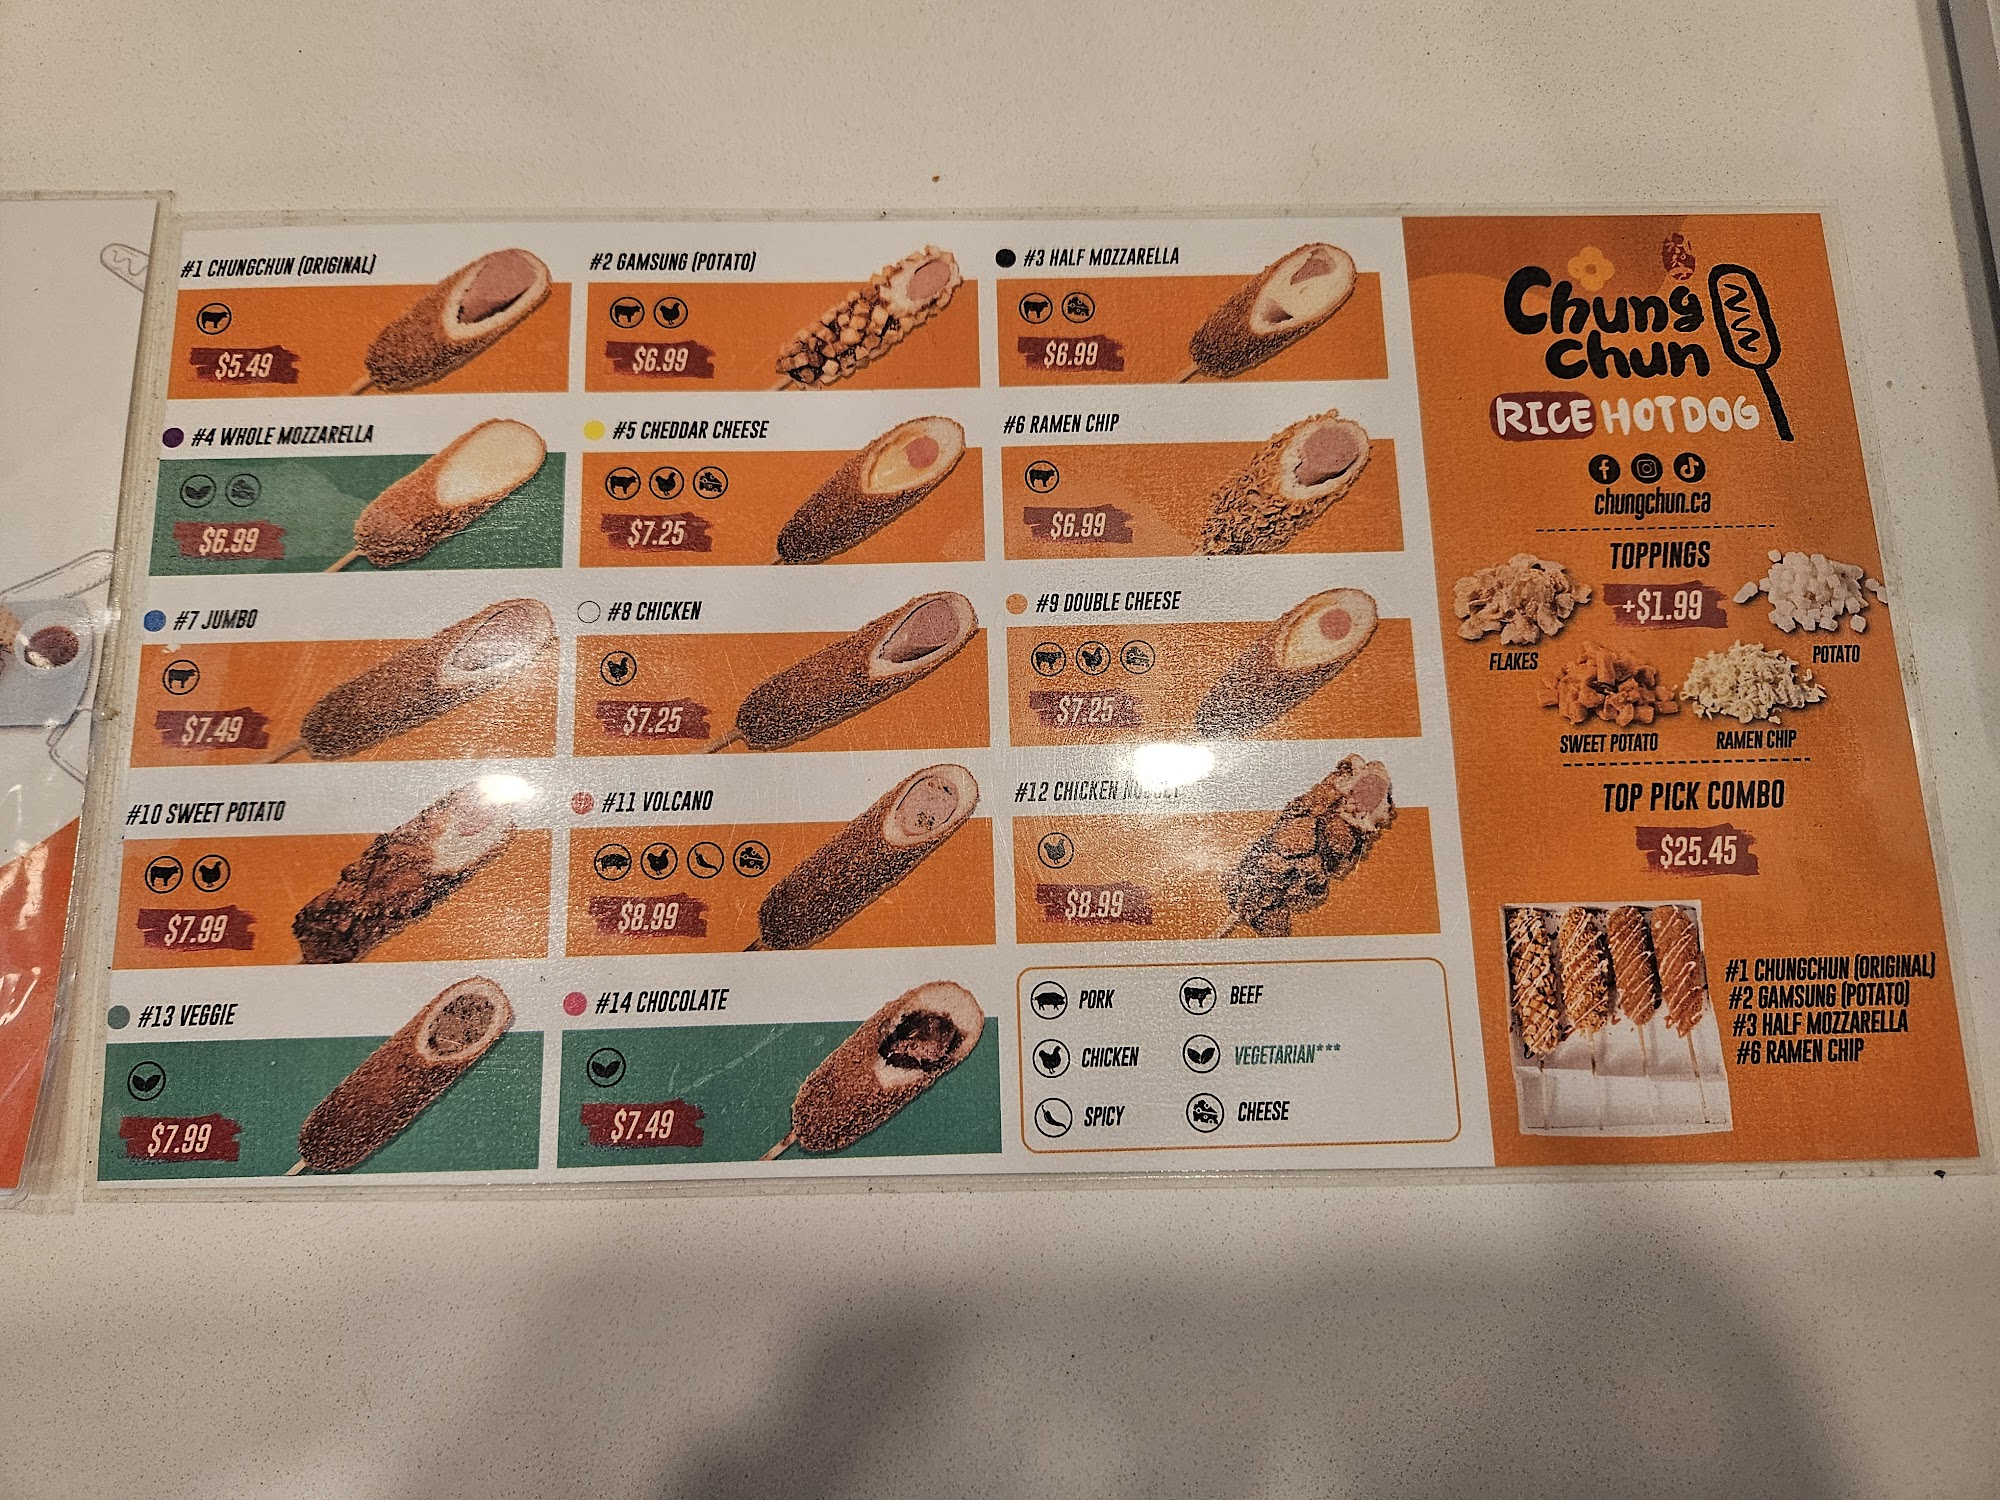 #1 CHUNGCHUN (ORIGINAL)
$5.49
#2 GAMSUNG (POTATO)
$6.99
#3 HALF MOZZARELLA
$6.99
#4 WHOLE MOZZARELLA
$6.99
#5 CHEDDAR CHEESE
$7.25
#6 RAMEN CHIP
$6.99
#7 JUMBO
$7.49
#8 CHICKEN
$7.25
#9 DOUBLE CHEESE
$7.25
#10 SWEET POTATO
$7.99
#11 VOLCANO
$8.99
#12 CHICKEN NUGGET
$8.99
#13 VEGGIE
$7.99
#14 CHOCOLATE
$7.49
PORK
BEEF
CHICKEN
VEGETARIAN***
SPICY
CHEESE
Chung
chun
RICE HOTDOG
chungchun.ca
TOPPINGS
+$1.99
FLAKES
POTATO
SWEET POTATO
RAMEN CHIP
TOP PICK COMBO
$25.45
#1 CHUNGCHUN (ORIGINAL)
#2 GAMSUNG (POTATO)
#3 HALF MOZZARELLA
#6 RAMEN CHIP